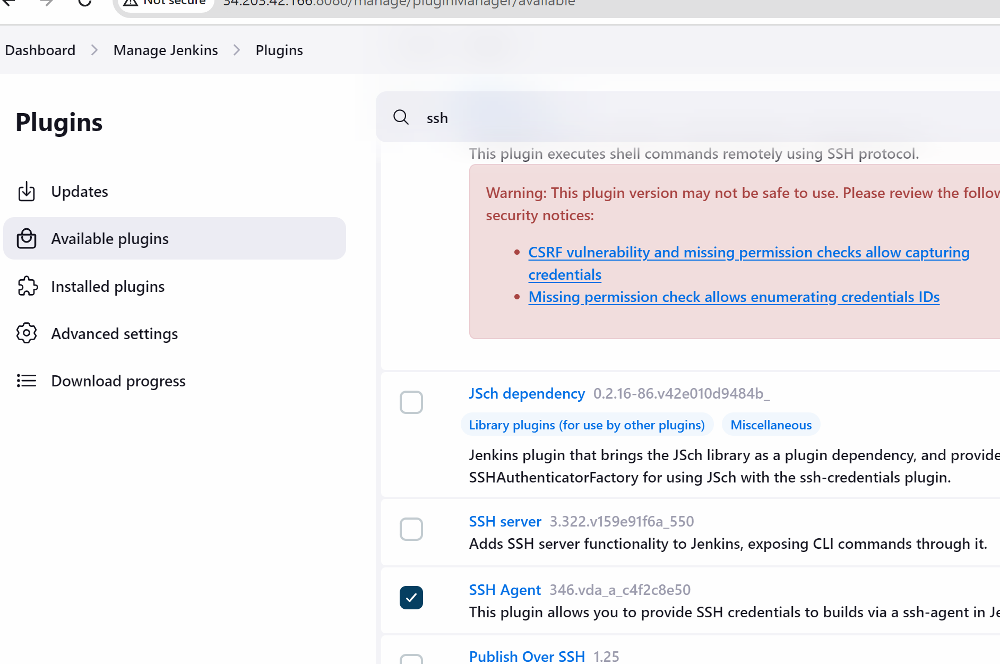 Not secure 34.203.42.166:8080/manage/pluginManager/available
Dashboard Manage Jenkins Plugins
Plugins
Updates
Available plugins
Installed plugins
Advanced settings
Download progress
ssh
This plugin executes shell commands remotely using SSH protocol.
Warning: This plugin version may not be safe to use. Please review the follow
security notices:
CSRF vulnerability and missing permission checks allow capturing
credentials
Missing permission check allows enumerating credentials IDs
JSch dependency 0.2.16-86.v42e010d9484b_
Library plugins (for use by other plugins) Miscellaneous
Jenkins plugin that brings the JSch library as a plugin dependency, and provide
SSHAuthenticatorFactory for using JSch with the ssh-credentials plugin.
SSH server 3.322.v159e91f6a_550
Adds SSH server functionality to Jenkins, exposing CLI commands through it.
SSH Agent 346.vda_a_c4f2c8e50
This plugin allows you to provide SSH credentials to builds via a ssh-agent in Je
Publish Over SSH 1.25